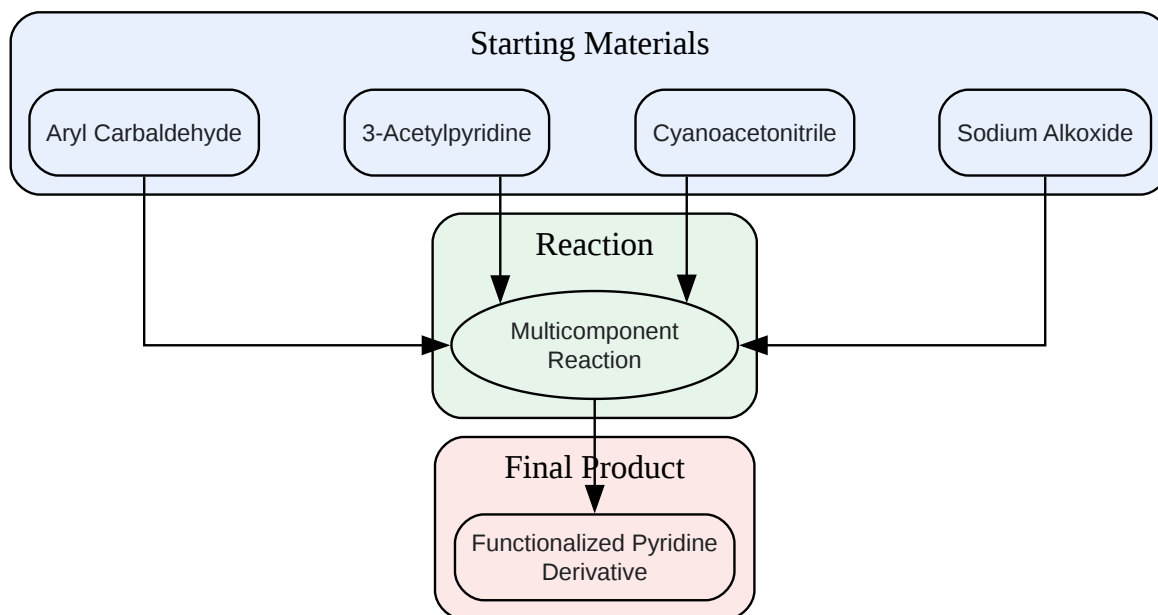 Starting Materials
Aryl Carbaldehyde
3-Acetylpyridine
Cyanoacetonitrile
Sodium Alkoxide
Reaction
Multicomponent
Reaction
Final Product
Functionalized Pyridine
Derivative